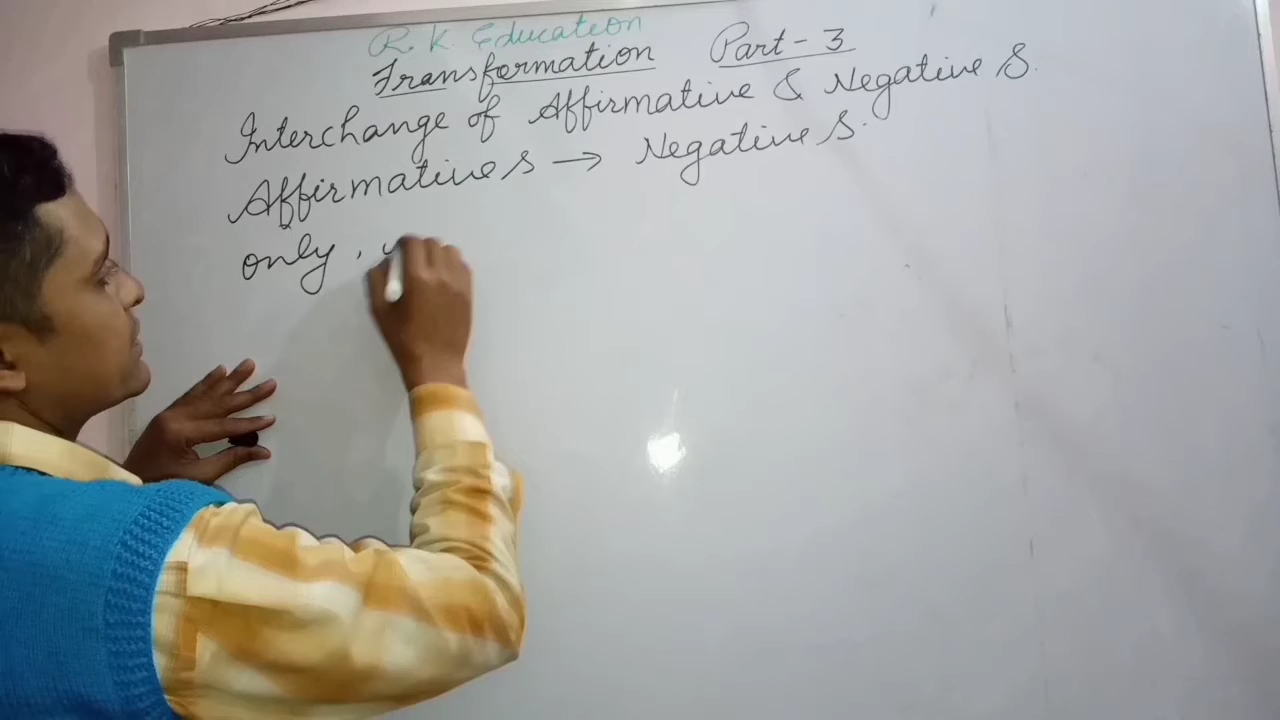 R. K. Education
Transformation Part - 3
Interchange of Affirmative & Negative S.
Affirmative S → Negative S.
only ,